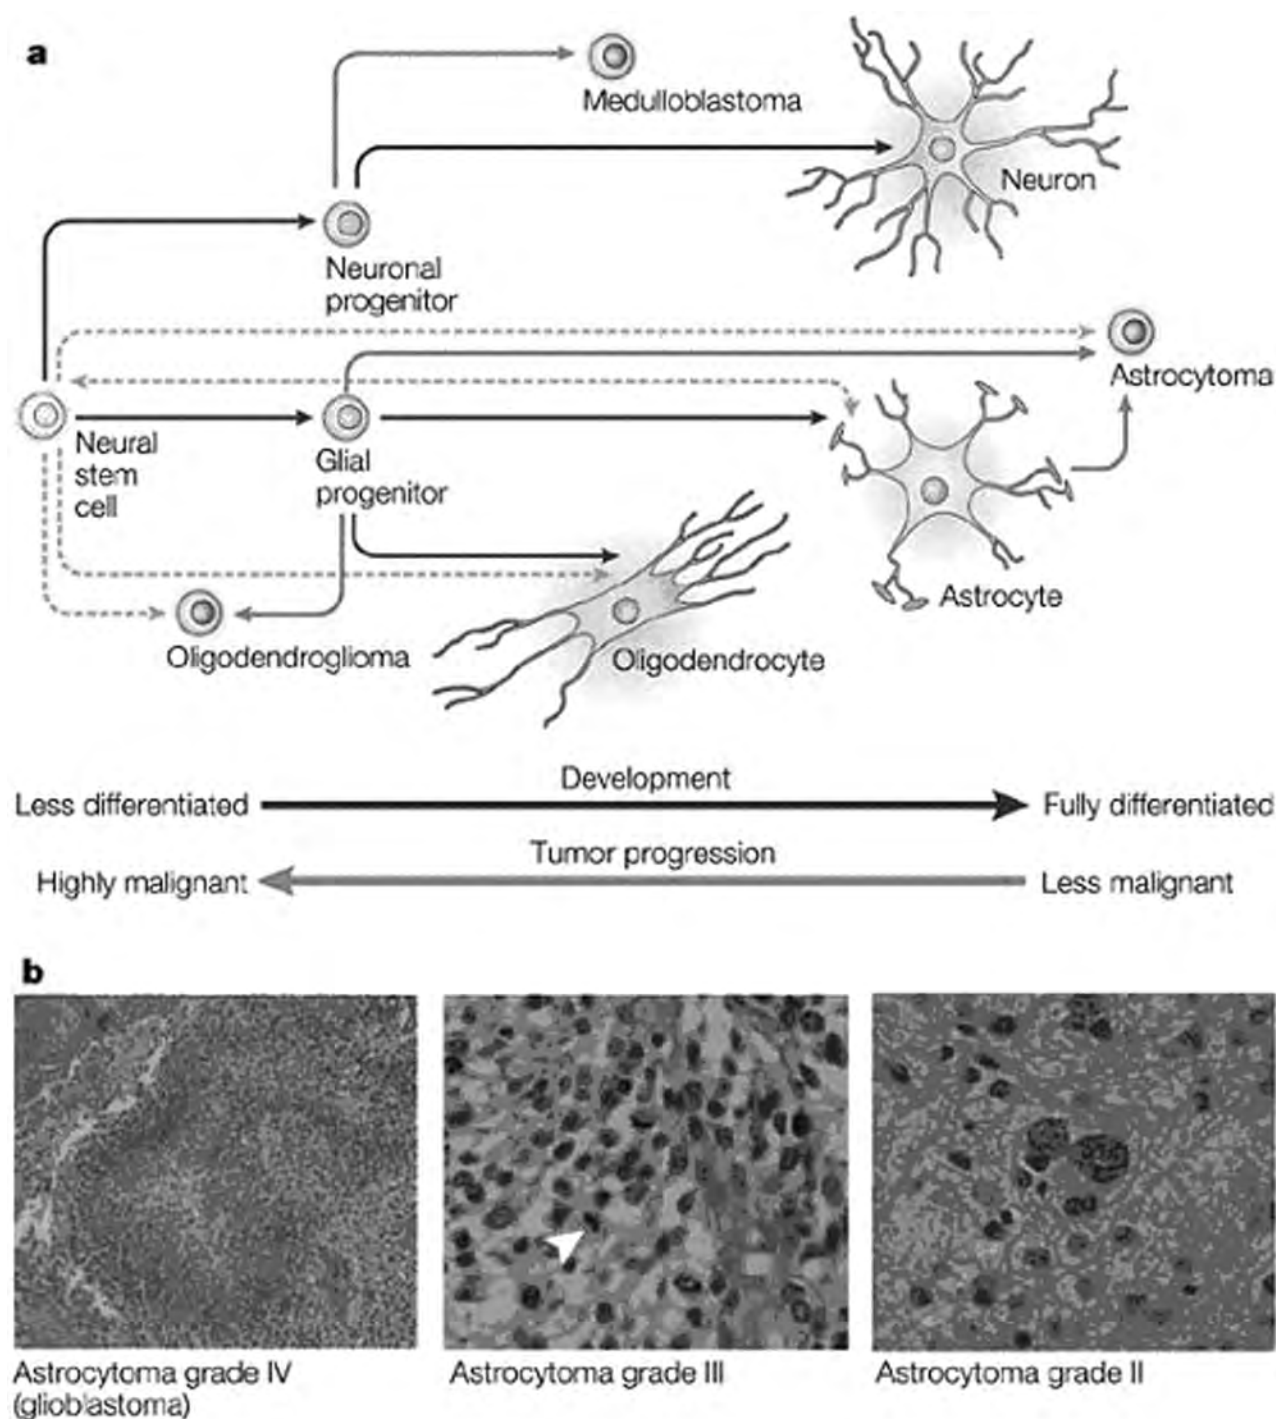 a
Medulloblastoma
Neuron
Neuronal
progenitor
Astrocytoma
Neural
stem
cell
Glial
progenitor
Astrocyte
Oligodendroglioma
Oligodendrocyte
Development
Less differentiated
Fully differentiated
Tumor progression
Highly malignant
Less malignant
b
Astrocytoma grade IV
(glioblastoma)
Astrocytoma grade III
Astrocytoma grade II